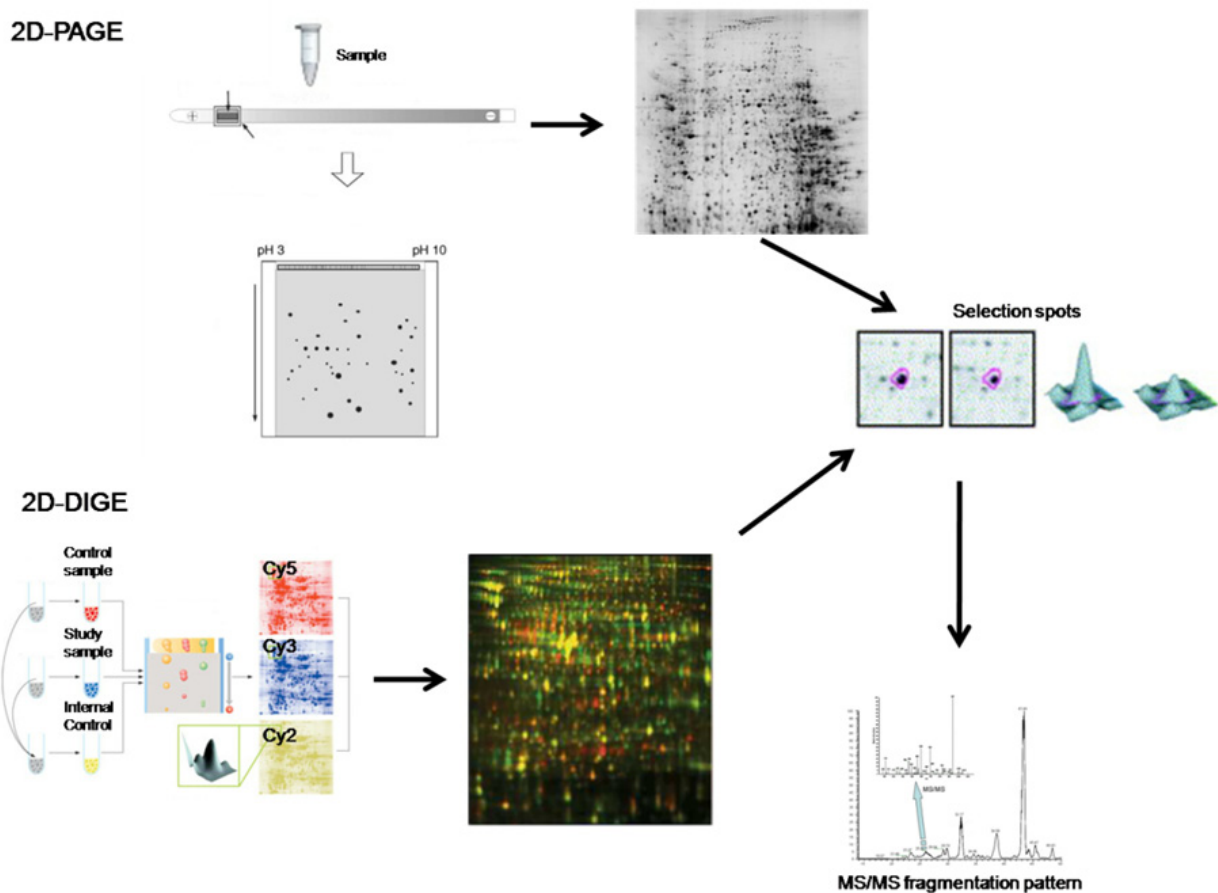 2D-PAGE
Sample
+
−
pH 3
pH 10
Selection spots
2D-DIGE
Control
sample
Study
sample
Internal
Control
Cy5
Cy3
Cy2
MS/MS
MS/MS fragmentation pattern